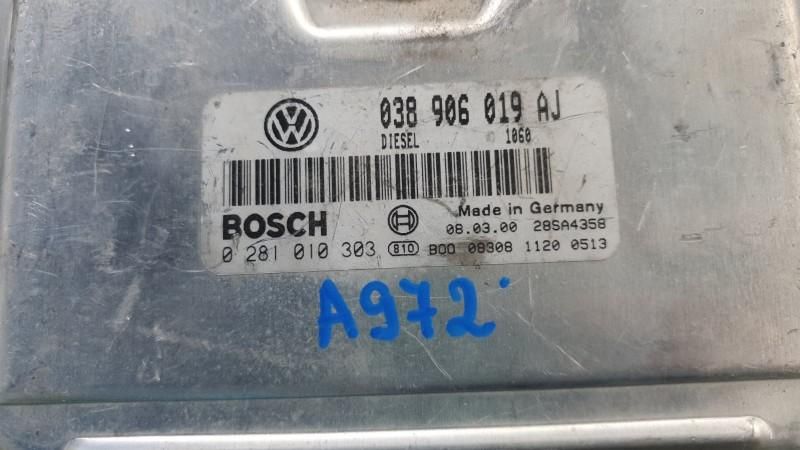 038 906 019 AJ
DIESEL 1060
BOSCH Made in Germany
08.03.00 28SA4358
0 281 010 303 810 B00 08308 1120 0513
A972